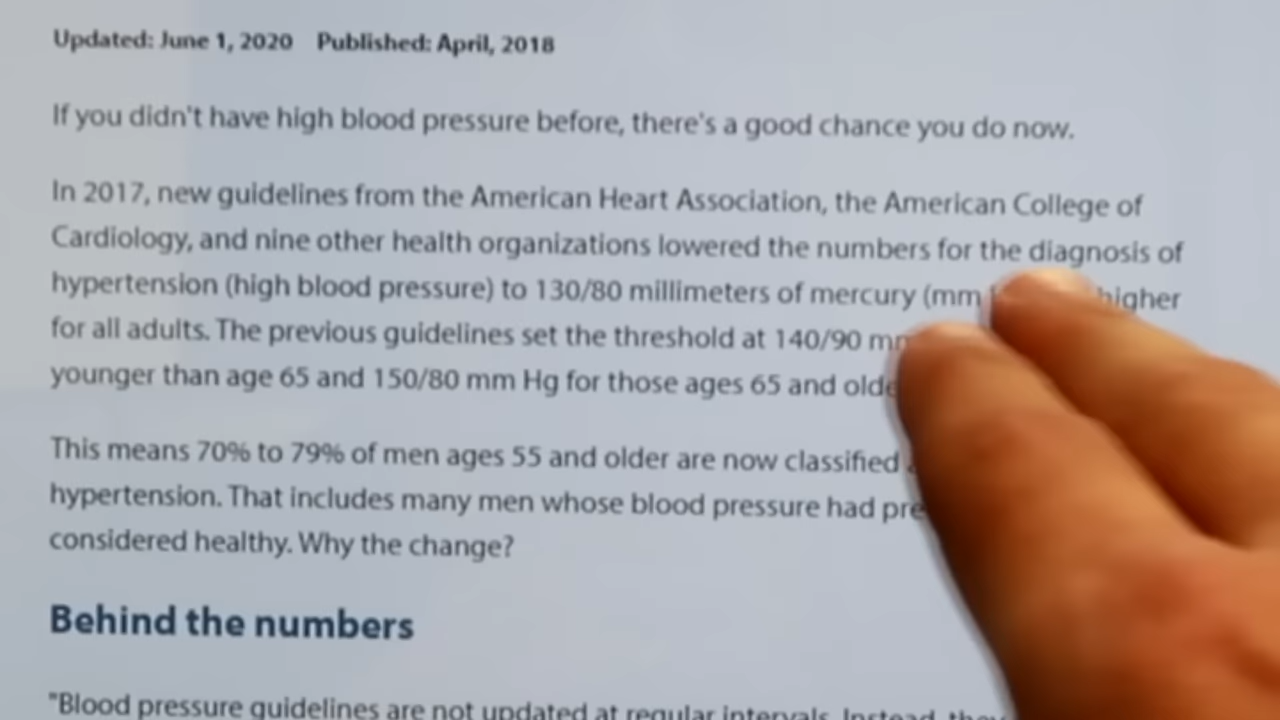 Updated: June 1, 2020 Published: April, 2018
If you didn't have high blood pressure before, there's a good chance you do now.
In 2017, new guidelines from the American Heart Association, the American College of
Cardiology, and nine other health organizations lowered the numbers for the diagnosis of
hypertension (high blood pressure) to 130/80 millimeters of mercury (mm higher
for all adults. The previous guidelines set the threshold at 140/90
younger than age 65 and 150/80 mm Hg for those ages 65 and
This means 70% to 79% of men ages 55 and older are now classified
hypertension. That includes many men whose blood pressure had
considered healthy. Why the change?
Behind the numbers
"Blood pressure guidelines are not updated at regular intervals. Instead, they